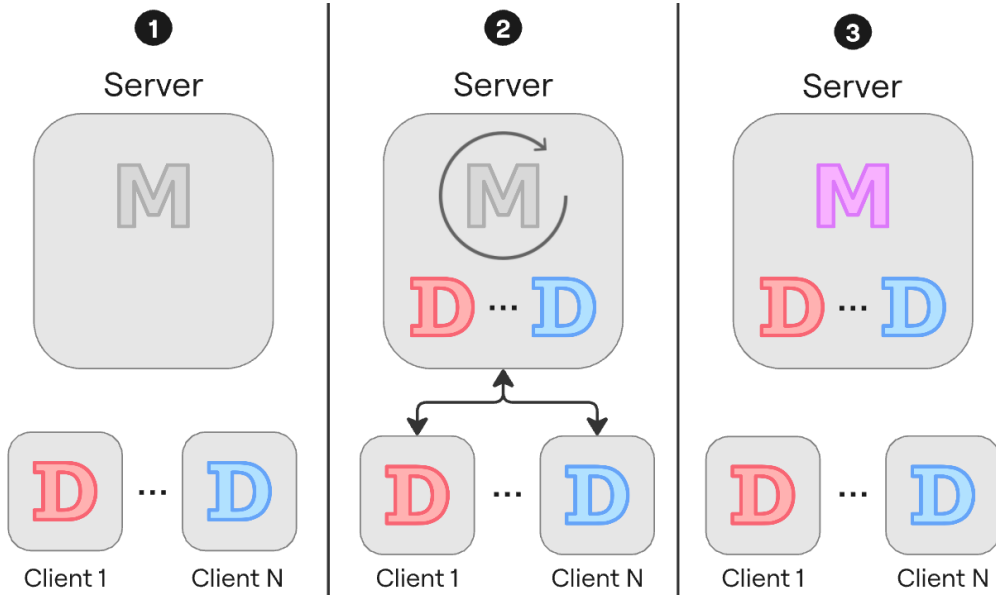 1
Server
M
D ... D
Client 1 Client N
2
Server
M
D ... D
D ... D
Client 1 Client N
3
Server
M
D ... D
D ... D
Client 1 Client N